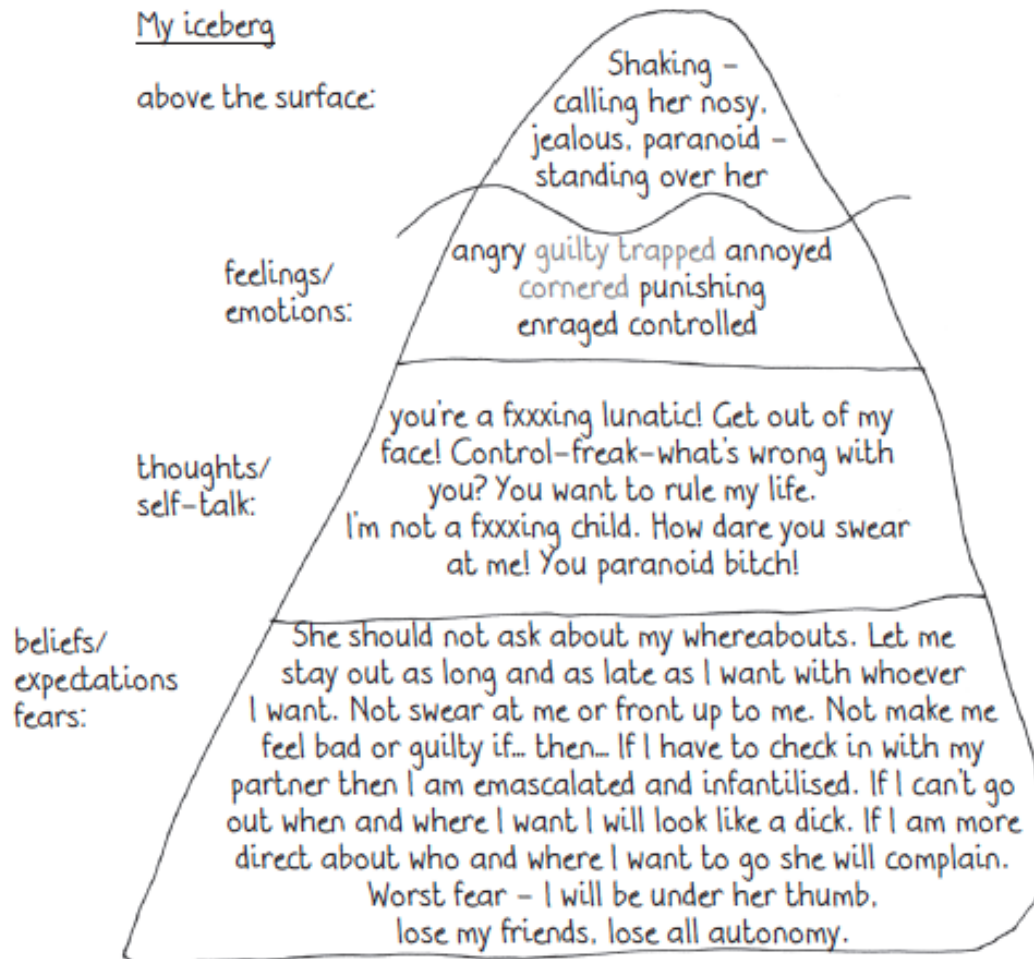 My iceberg
above the surface:
Shaking –
calling her nosy,
jealous, paranoid –
standing over her
feelings/
emotions:
angry guilty trapped annoyed
cornered punishing
enraged controlled
thoughts/
self-talk:
you're a fxxxing lunatic! Get out of my
face! Control-freak-what's wrong with
you? You want to rule my life.
I'm not a fxxxing child. How dare you swear
at me! You paranoid bitch!
beliefs/
expectations
fears:
She should not ask about my whereabouts. Let me
stay out as long and as late as I want with whoever
I want. Not swear at me or front up to me. Not make me
feel bad or guilty if... then... If I have to check in with my
partner then I am emascalated and infantilised. If I can't go
out when and where I want I will look like a dick. If I am more
direct about who and where I want to go she will complain.
Worst fear – I will be under her thumb,
lose my friends, lose all autonomy.